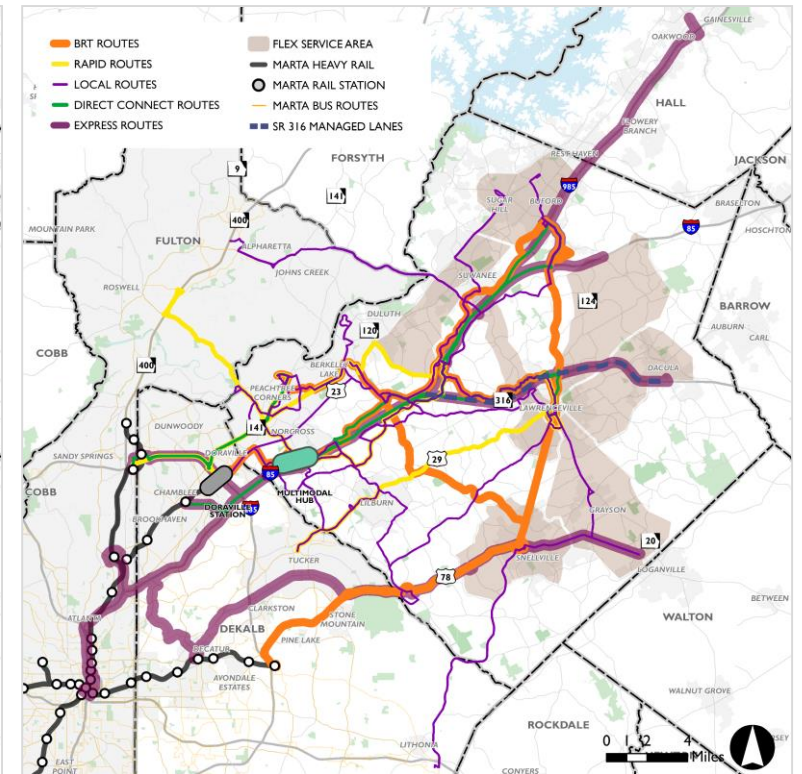 BRT ROUTES
RAPID ROUTES
LOCAL ROUTES
DIRECT CONNECT ROUTES
EXPRESS ROUTES
FLEX SERVICE AREA
MARTA HEAVY RAIL
MARTA RAIL STATION
MARTA BUS ROUTES
SR 316 MANAGED LANES
GAINESVILLE
OAKWOOD
HALL
FLOWERY
BRANCH
FORSYTH
REST HAVEN
JACKSON
9
141
985
SUGAR
HILL
BUFORD
BRASELTON
400
85
HOSCHTON
MOUNTAIN PARK
FULTON
ALPHARETTA
JOHNS CREEK
SUWANEE
ROSWELL
124
BARROW
DULUTH
120
AUBURN
CARL
COBB
400
BERKELEY
LAKE
DACULA
PEACHTREE
CORNERS
23
316
LAWRENCEVILLE
DUNWOODY
141
NORCROSS
SANDY SPRINGS
DORAVILLE
29
COBB
85
CHAMBLEE
MULTIMODAL
HUB
LILBURN
DORAVILLE
STATION
GRAYSON
BROOKHAVEN
20
TUCKER
SNELLVILLE
LOGANVILLE
78
CLARKSTON
BETWEEN
ATLANTA
STONE
MOUNTAIN
WALTON
DEKALB
PINE LAKE
DECATUR
AVONDALE
ESTATES
WALNUT GROVE
ROCKDALE
LITHONIA
0 1 2 4
Miles
EAST
POINT
CONYERS